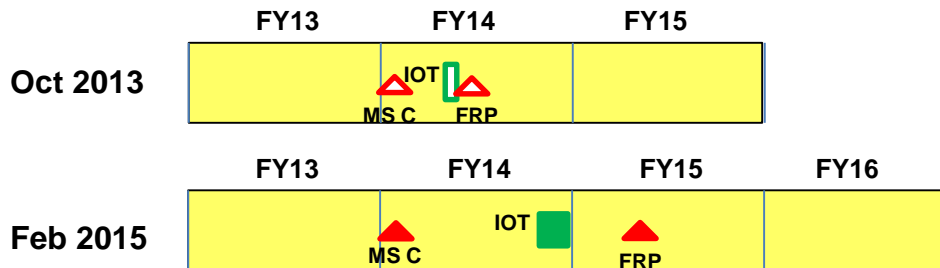 FY13 FY14 FY15
Oct 2013
IOT
MS C FRP
FY13 FY14 FY15 FY16
Feb 2015
IOT
MS C FRP